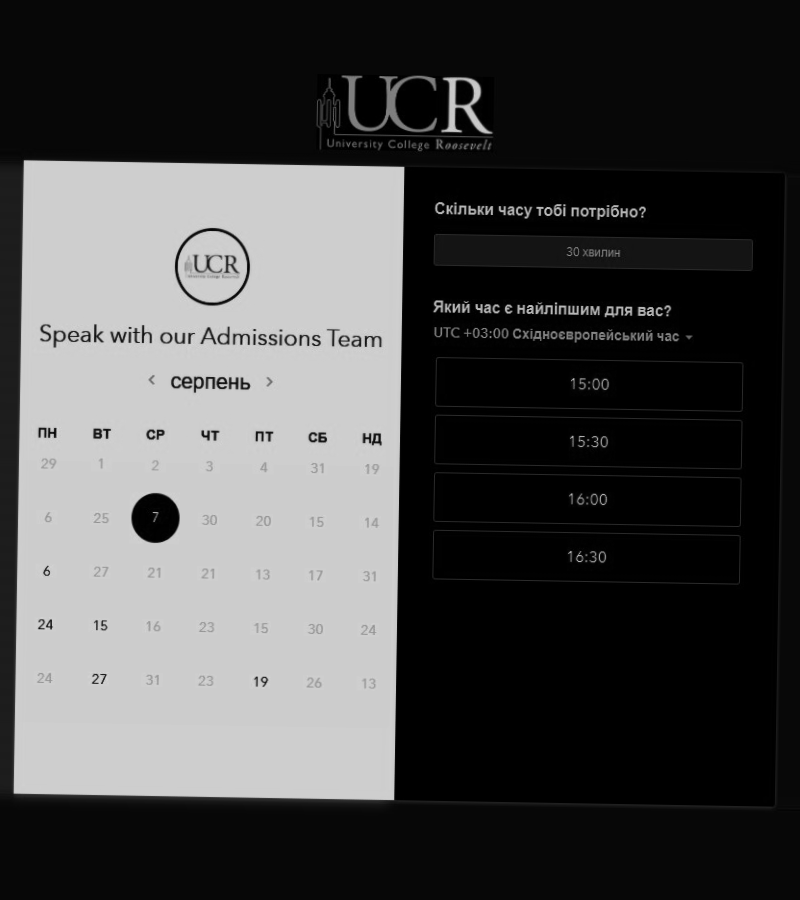 UCR
University College Roosevelt
UCR
University College Roosevelt
Speak with our Admissions Team
серпень
ПН ВТ СР ЧТ ПТ СБ НД
29 1 2 3 4 31 19
6 25 7 30 20 15 14
6 27 21 21 13 17 31
24 15 16 23 15 30 24
24 27 31 23 19 26 13
Скільки часу тобі потрібно?
30 хвилин
Який час є найліпшим для вас?
UTC +03:00 Східноєвропейський час
15:00
15:30
16:00
16:30